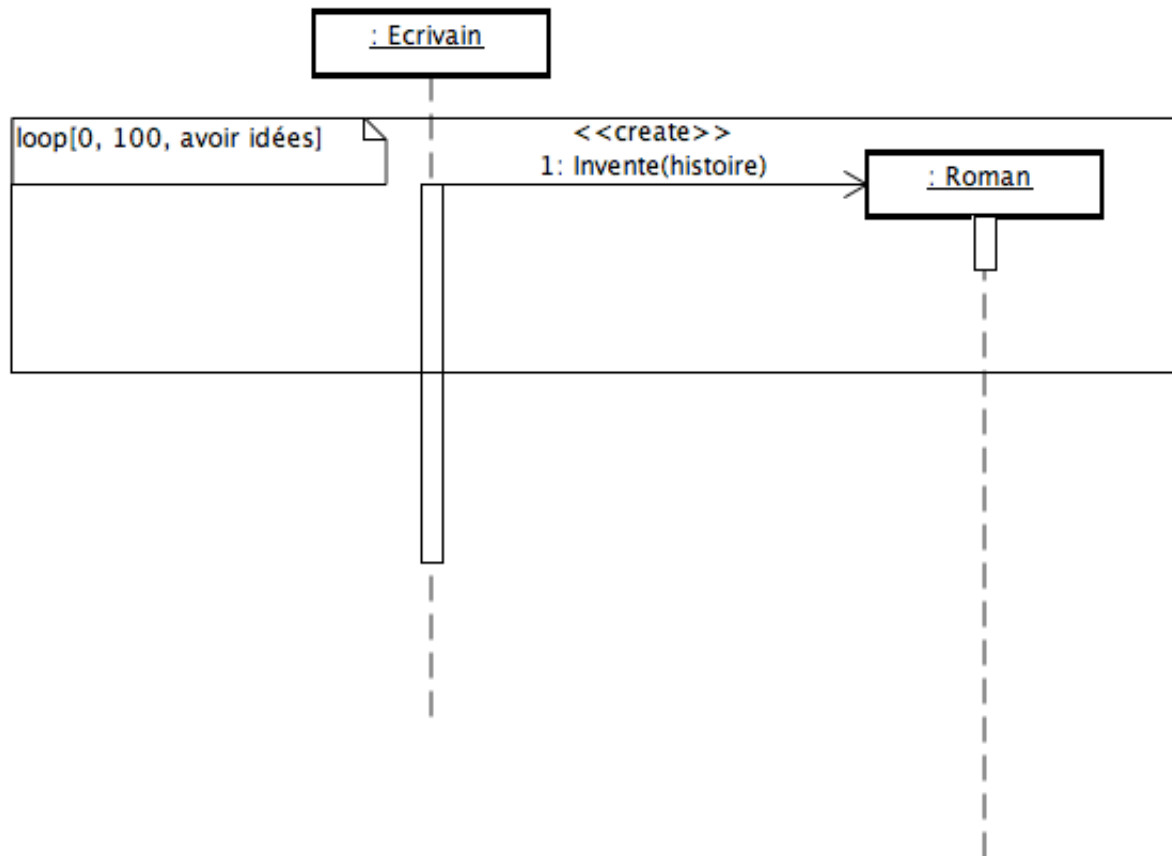 : Ecrivain
loop[0, 100, avoir idées]
<<create>>
1: Invente(histoire)
: Roman